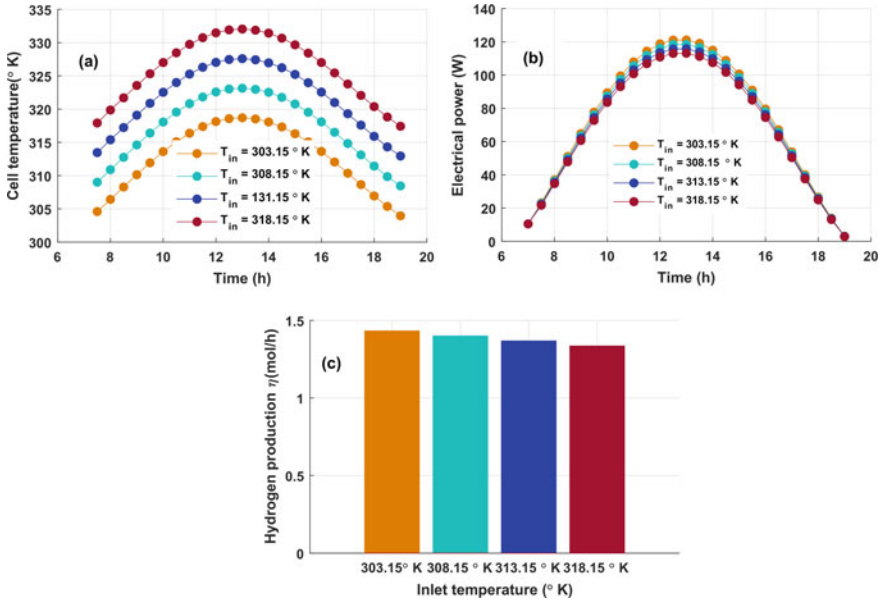 335
330
325
320
315
310
305
300
Cell temperature(° K)
(a)
T_in = 303.15 ° K
T_in = 308.15 ° K
T_in = 131.15 ° K
T_in = 318.15 ° K
6 8 10 12 14 16 18 20
Time (h)
140
120
100
80
60
40
20
0
Electrical power (W)
(b)
T_in = 303.15° K
T_in = 308.15 ° K
T_in = 313.15 ° K
T_in = 318.15 ° K
6 8 10 12 14 16 18 20
Time (h)
1.5
1
0.5
0
Hydrogen production η(mol/h)
(c)
303.15° K 308.15° K 313.15° K 318.15° K
Inlet temperature (° K)